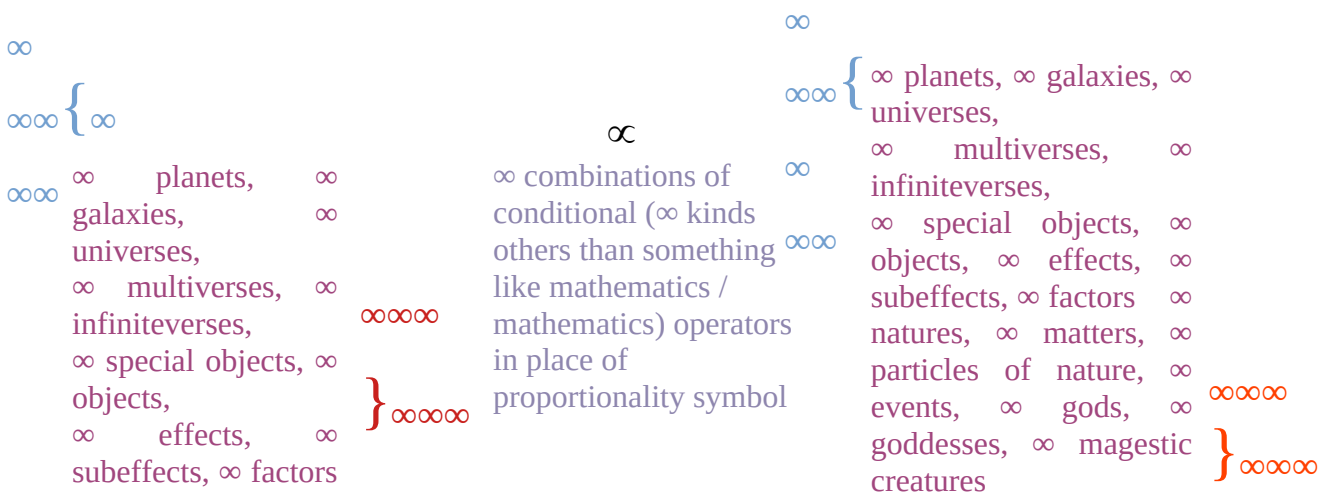 ∞
∞∞{∞
∞∞
∞ planets, ∞
galaxies, ∞
universes,
∞ multiverses, ∞
infiniteverses,
∞ special objects, ∞
objects,
∞ effects, ∞
subeffects, ∞ factors
∞∞∞
}∞∞∞
∝
∞ combinations of
conditional (∞ kinds
others than something
like mathematics /
mathematics) operators
in place of
proportionality symbol
∞
∞∞{
∞
∞∞
∞ planets, ∞ galaxies, ∞
universes,
∞ multiverses, ∞
infiniteverses,
∞ special objects, ∞
objects, ∞ effects, ∞
subeffects, ∞ factors ∞
natures, ∞ matters, ∞
particles of nature, ∞
events, ∞ gods, ∞
goddesses, ∞ magestic
creatures
∞∞∞
}∞∞∞